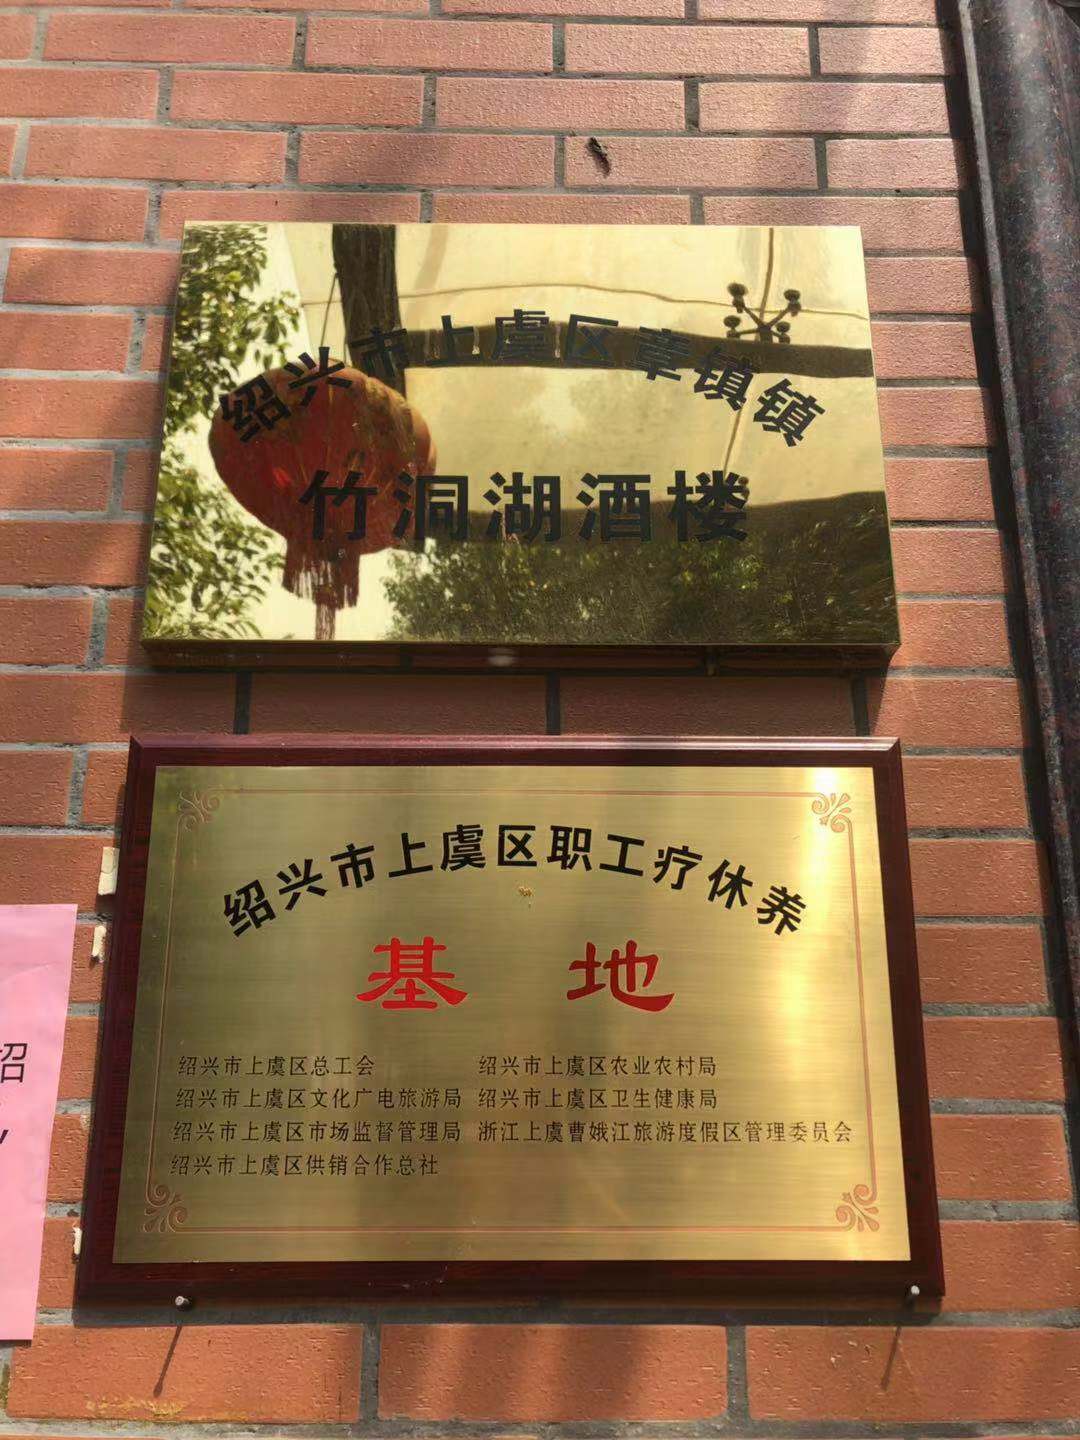 绍兴市上虞区章镇镇
竹洞湖酒楼
绍兴市上虞区职工疗休养
基地
绍兴市上虞区总工会 绍兴市上虞区农业农村局
绍兴市上虞区文化广电旅游局 绍兴市上虞区卫生健康局
绍兴市上虞区市场监督管理局 浙江上虞曹娥江旅游度假区管理委员会
绍兴市上虞区供销合作总社
招